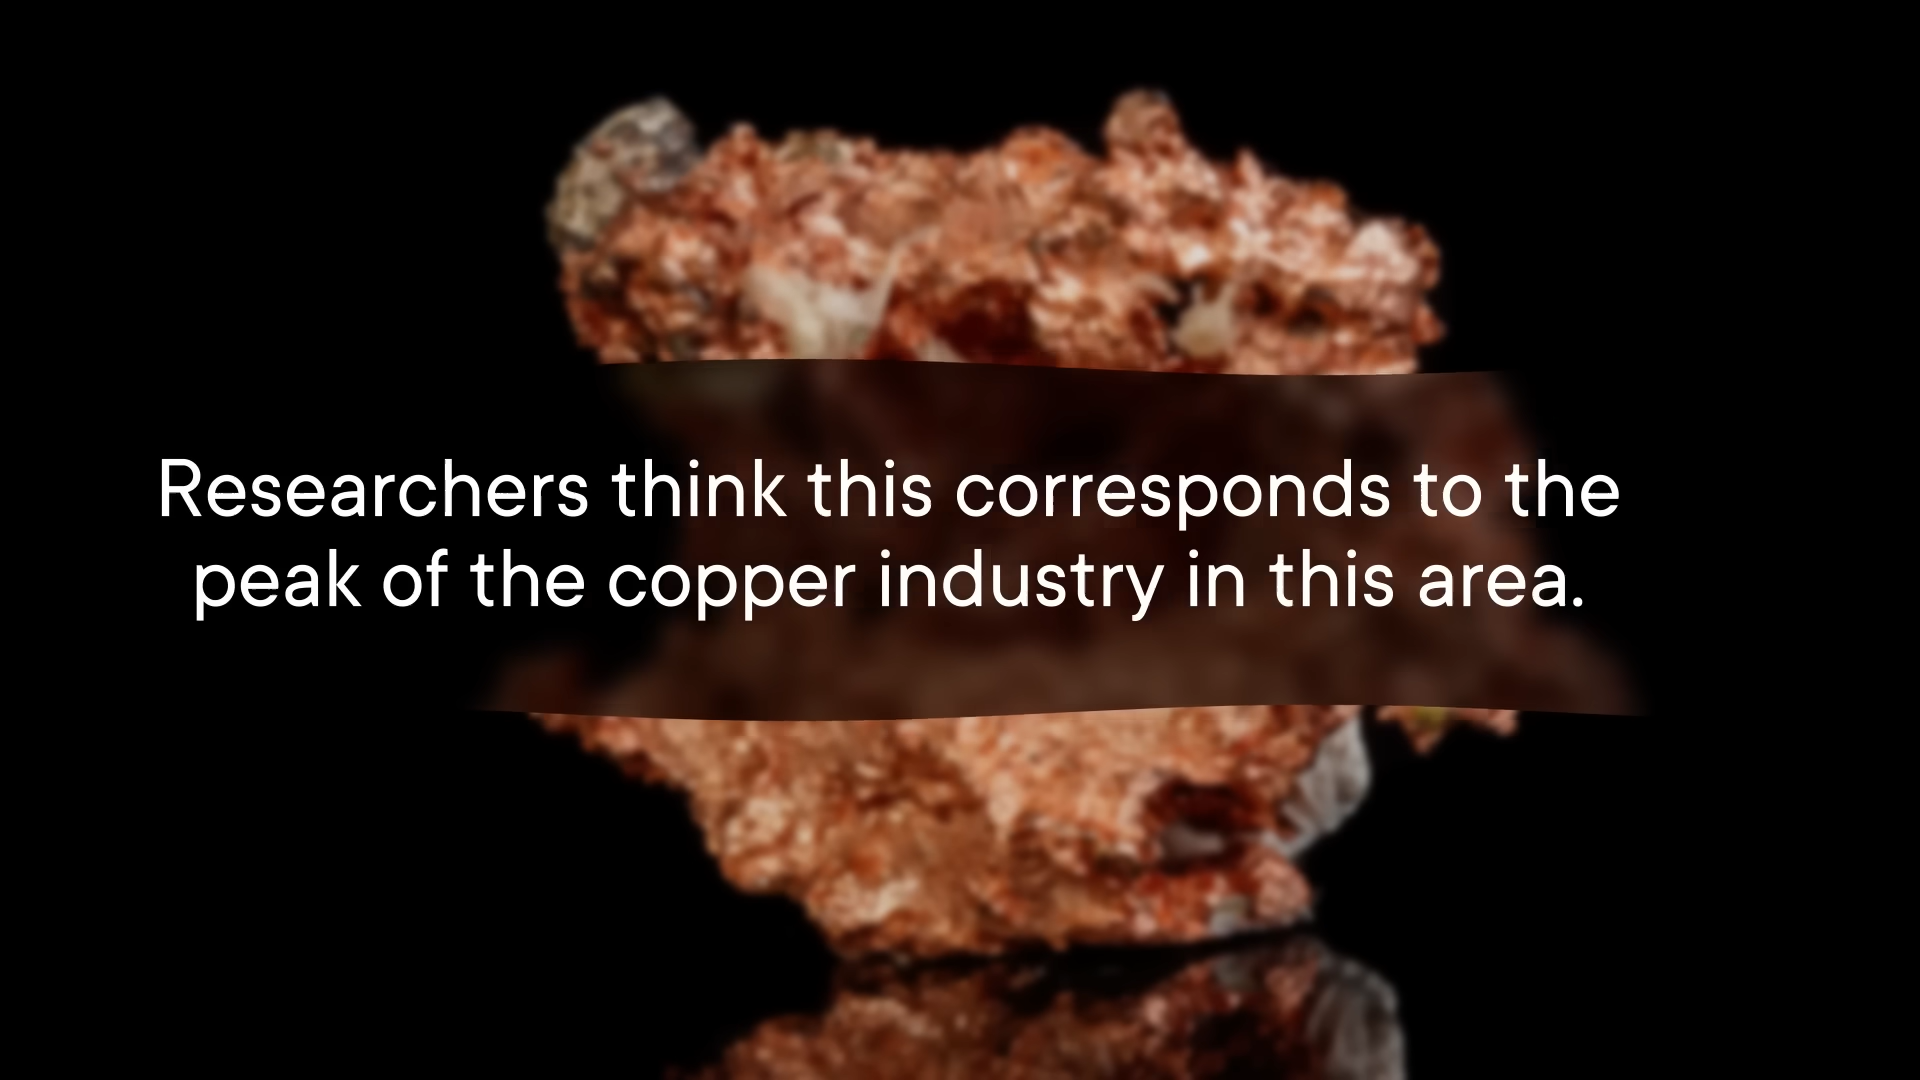 Researchers think this corresponds to the
peak of the copper industry in this area.